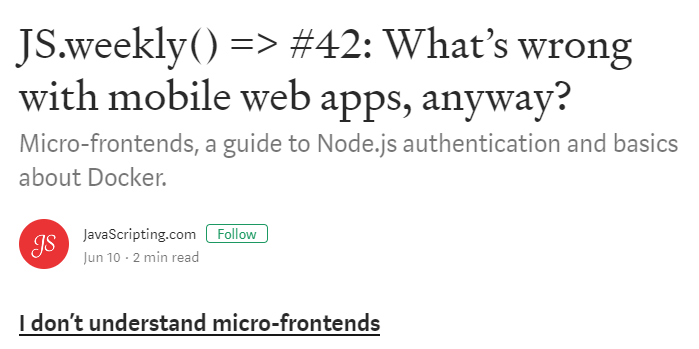 JS.weekly() => #42: What’s wrong
with mobile web apps, anyway?
Micro-frontends, a guide to Node.js authentication and basics
about Docker.
JS
JavaScripting.com Follow
Jun 10 · 2 min read
I don’t understand micro-frontends